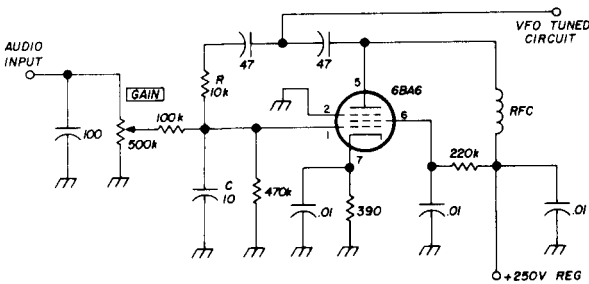 VFO TUNED
CIRCUIT
AUDIO
INPUT
47
47
R
10k
5
6BA6
GAIN
2
6
RFC
100k
1
100
500k
7
220k
C
10
470k
.01
390
.01
.01
+250V REG